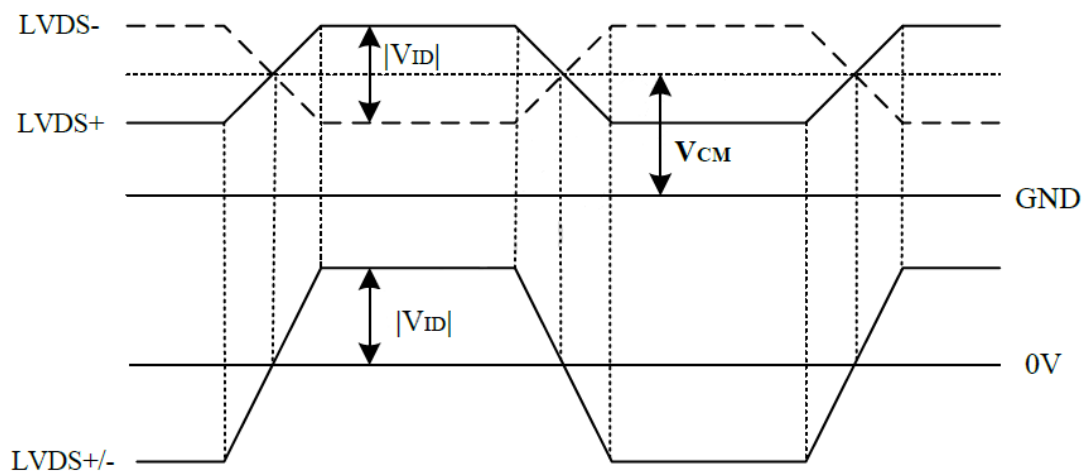 LVDS-
|VID|
LVDS+
VCM
GND
|VID|
0V
LVDS+/-